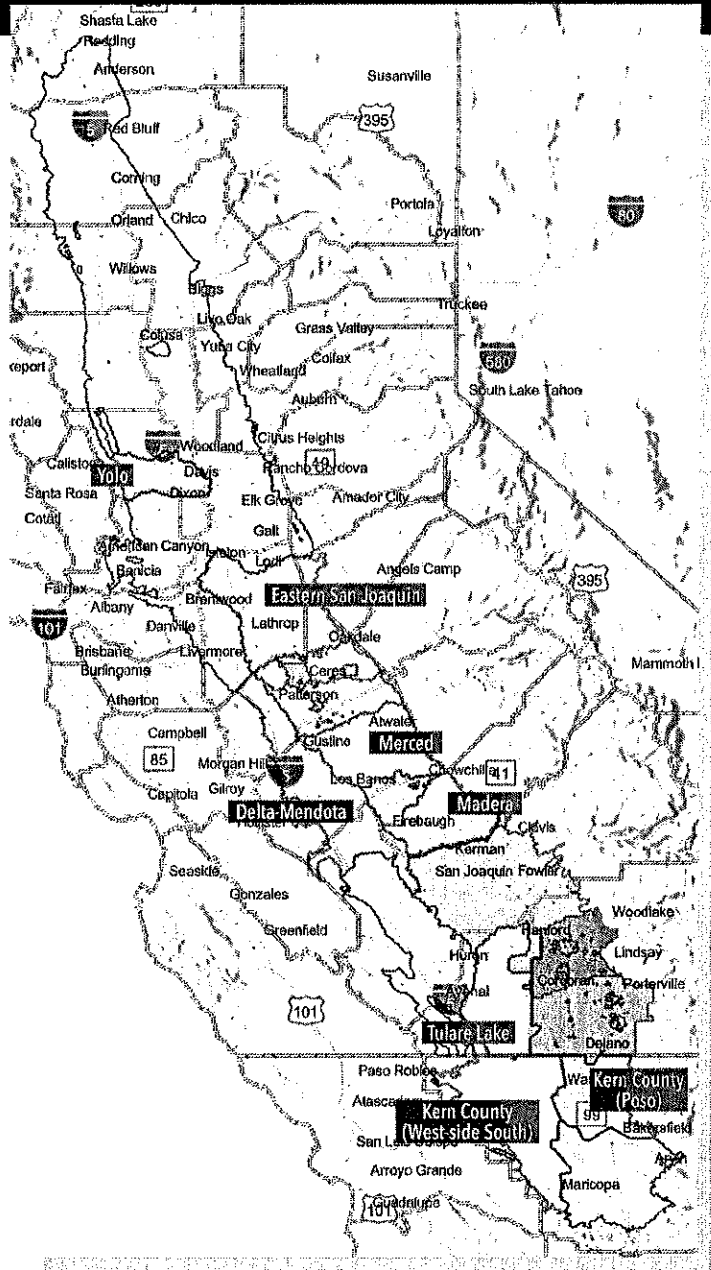 Shasta Lake
Redding
Anderson
Susanville
395
5
Red Bluff
Corning
Portola
80
Orland
Chico
Loyalton
Willows
Biggs
Truckee
Live Oak
Grass Valley
Colusa
Yuba City
Colfax
580
Wheatland
South Lake Tahoe
Auburn
Woodland
Citrus Heights
Calistoga
Davis
Rancho Cordova
49
Yolo
Santa Rosa
Dixon
Elk Grove
Amador City
Cotati
Galt
American Canyon
Isleton
Lodi
Angels Camp
Benicia
395
Fairfax
Brentwood
Eastern San Joaquin
Albany
101
Danville
Lathrop
Oakdale
Brisbane
Livermore
Burlingame
Ceres
Mammoth
Atherton
Patterson
Campbell
Atwater
Gustine
Merced
85
Morgan Hill
Chowchilla
41
Los Banos
Capitola
Gilroy
Madera
Delta-Mendota
Firebaugh
Clovis
Kerman
Seaside
San Joaquin
Fowler
Gonzales
Woodlake
Greenfield
Hanford
Huron
Lindsay
Corcoran
Porterville
Avenal
101
Tulare Lake
Delano
Paso Robles
Kern County
(Poso)
Kern County
(West-side South)
99
Bakersfield
San Luis Obispo
Arvin
Arroyo Grande
Maricopa
Guadalupe
101